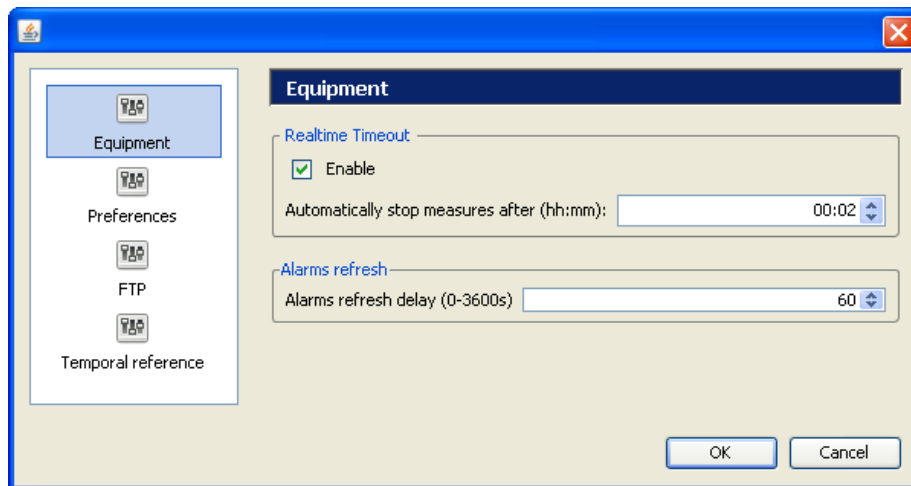 Equipment
Preferences
FTP
Temporal reference
Equipment
Realtime Timeout
Enable
Automatically stop measures after (hh:mm): 00:02
Alarms refresh
Alarms refresh delay (0-3600s) 60
OK Cancel